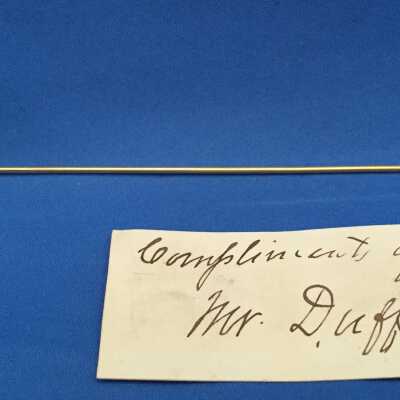 Compliments
Mr. Duff